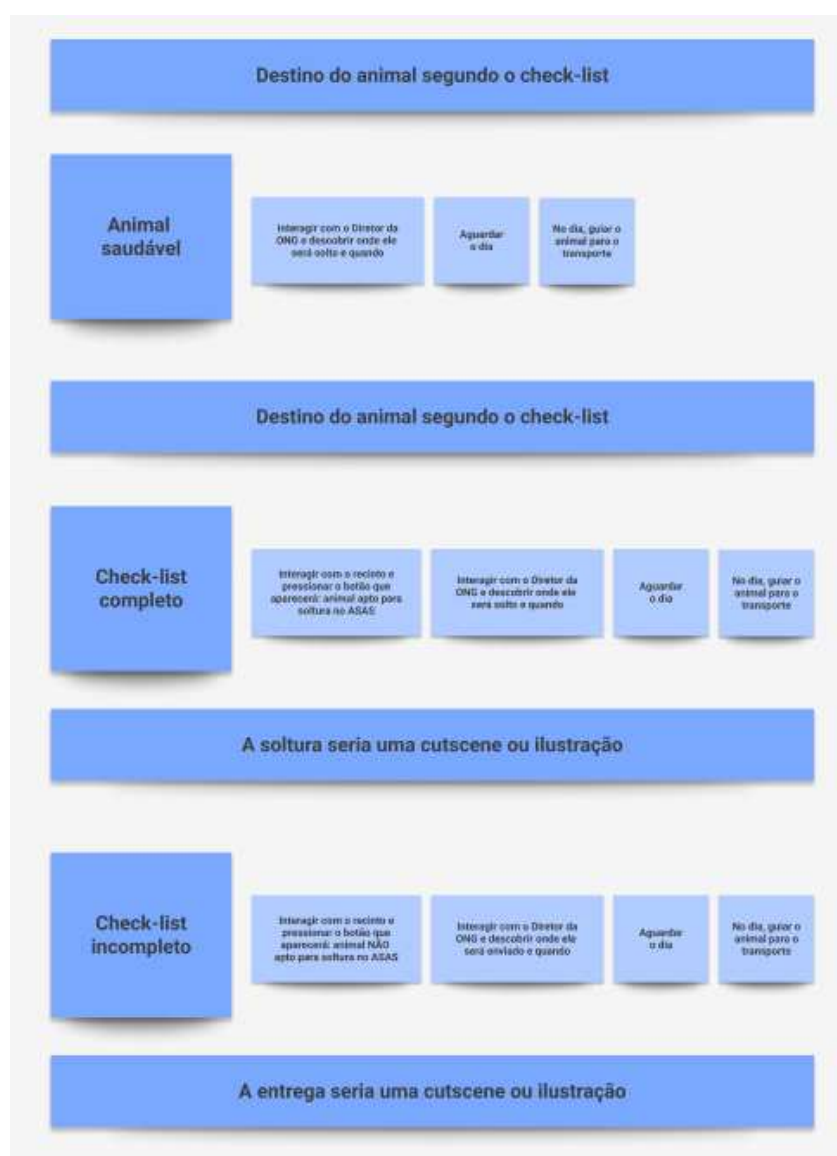 Destino do animal segundo o check-list
Animal
saudável
Interagir com o Diretor da
ONG e descobrir onde ele
será solto e quando
Aguardar
o dia
No dia, guiar o
animal para o
transporte
Destino do animal segundo o check-list
Check-list
completo
Interagir com o recinto e
pressionar o botão que
aparecerá: animal apto para
soltura no ASAS
Interagir com o Diretor da
ONG e descobrir onde ele
será solto e quando
Aguardar
o dia
No dia, guiar o
animal para o
transporte
A soltura seria uma cutscene ou ilustração
Check-list
incompleto
Interagir com o recinto e
pressionar o botão que
aparecerá: animal NÃO
apto para soltura no ASAS
Interagir com o Diretor da
ONG e descobrir onde ele
será enviado e quando
Aguardar
o dia
No dia, guiar o
animal para o
transporte
A entrega seria uma cutscene ou ilustração